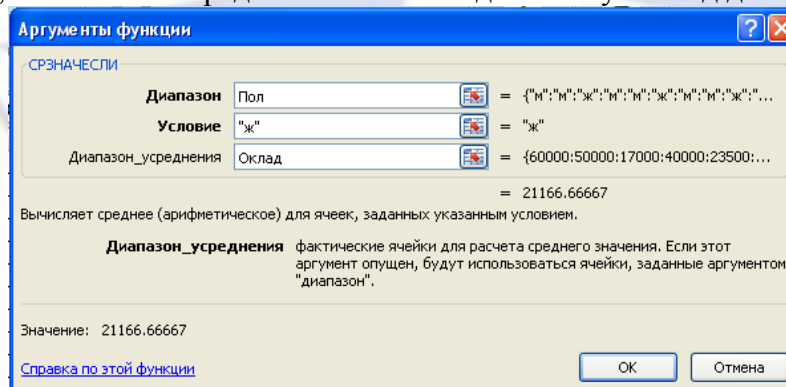 Аргументы функции
СРЗНАЧЕСЛИ
Диапазон Пол = {"м":"м":"ж":"м":"м":"ж":"м":"м":"ж":"...
Условие "ж" = "ж"
Диапазон_усреднения Оклад = {60000:50000:17000:40000:23500:...
= 21166.66667
Вычисляет среднее (арифметическое) для ячеек, заданных указанным условием.
Диапазон_усреднения фактические ячейки для расчета среднего значения. Если этот
аргумент опущен, будут использоваться ячейки, заданные аргументом
"диапазон".
Значение: 21166.66667
Справка по этой функции
ОК Отмена